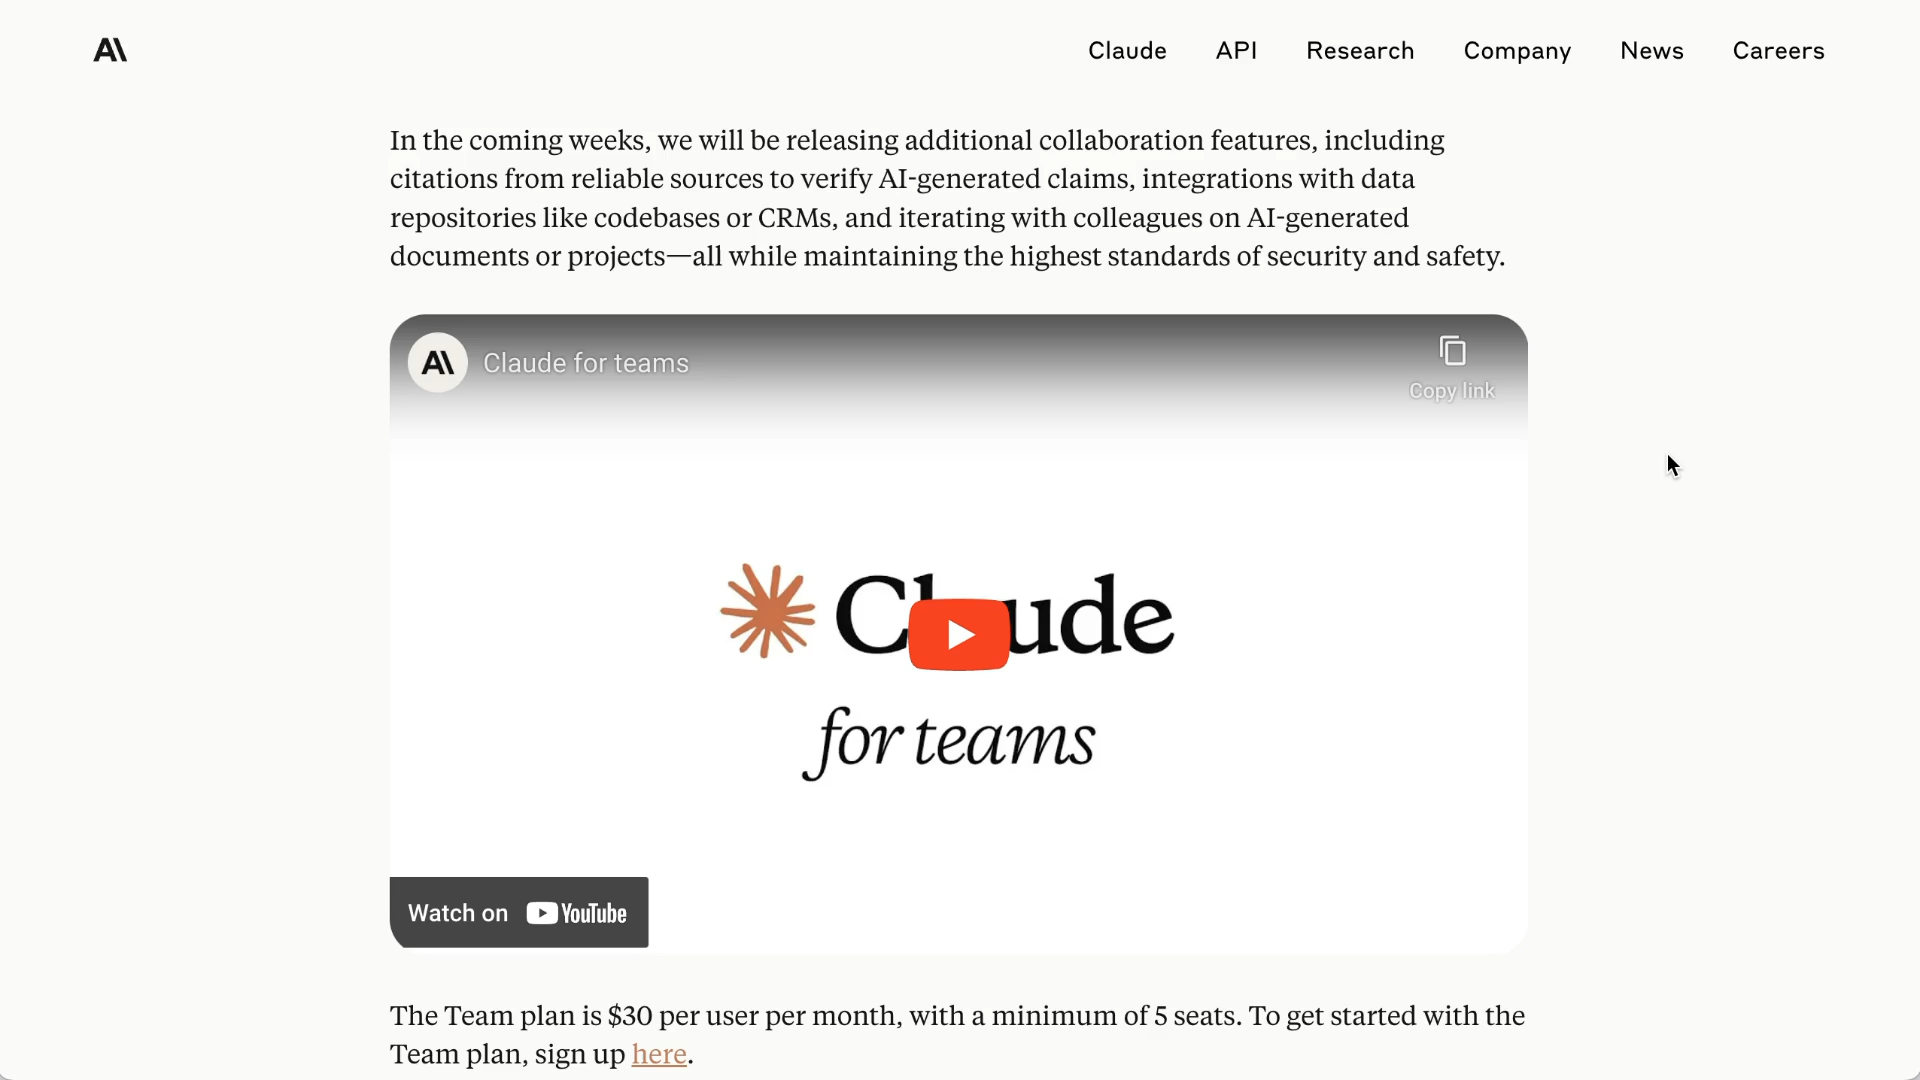 Claude API Research Company News Careers
In the coming weeks, we will be releasing additional collaboration features, including
citations from reliable sources to verify AI-generated claims, integrations with data
repositories like codebases or CRMs, and iterating with colleagues on AI-generated
documents or projects—all while maintaining the highest standards of security and safety.
Claude for teams
Copy link
Claude
for teams
Watch on YouTube
The Team plan is $30 per user per month, with a minimum of 5 seats. To get started with the
Team plan, sign up here.